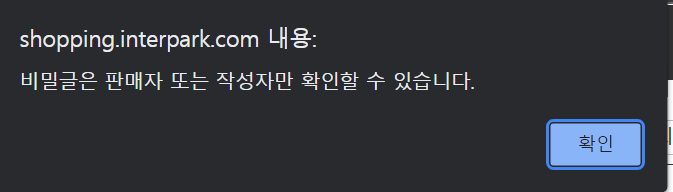 shopping.interpark.com 내용:
비밀글은 판매자 또는 작성자만 확인할 수 있습니다.
확인